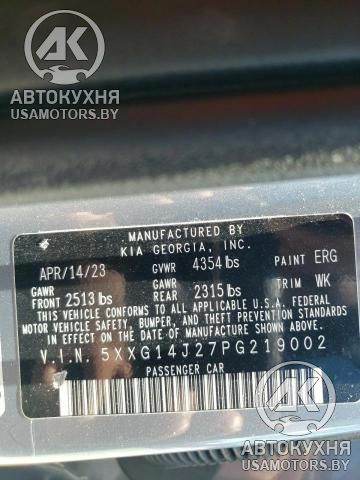 AK
АВТОКУХНЯ
USAMOTORS.BY
MANUFACTURED BY
KIA GEORGIA, INC.
APR/14/23 GVWR 4354 lbs PAINT ERG
GAWR FRONT 2513 lbs GAWR REAR 2315 lbs TRIM WK
THIS VEHICLE CONFORMS TO ALL APPLICABLE U.S.A. FEDERAL
MOTOR VEHICLE SAFETY, BUMPER, AND THEFT
PREVENTION STANDARDS IN EFFECT ON THE DATE OF
MANUFACTURE SHOWN ABOVE.
V.I.N. 5XXG14J27PG219002
PASSENGER CAR
AK
АВТОКУХНЯ
USAMOTORS.BY